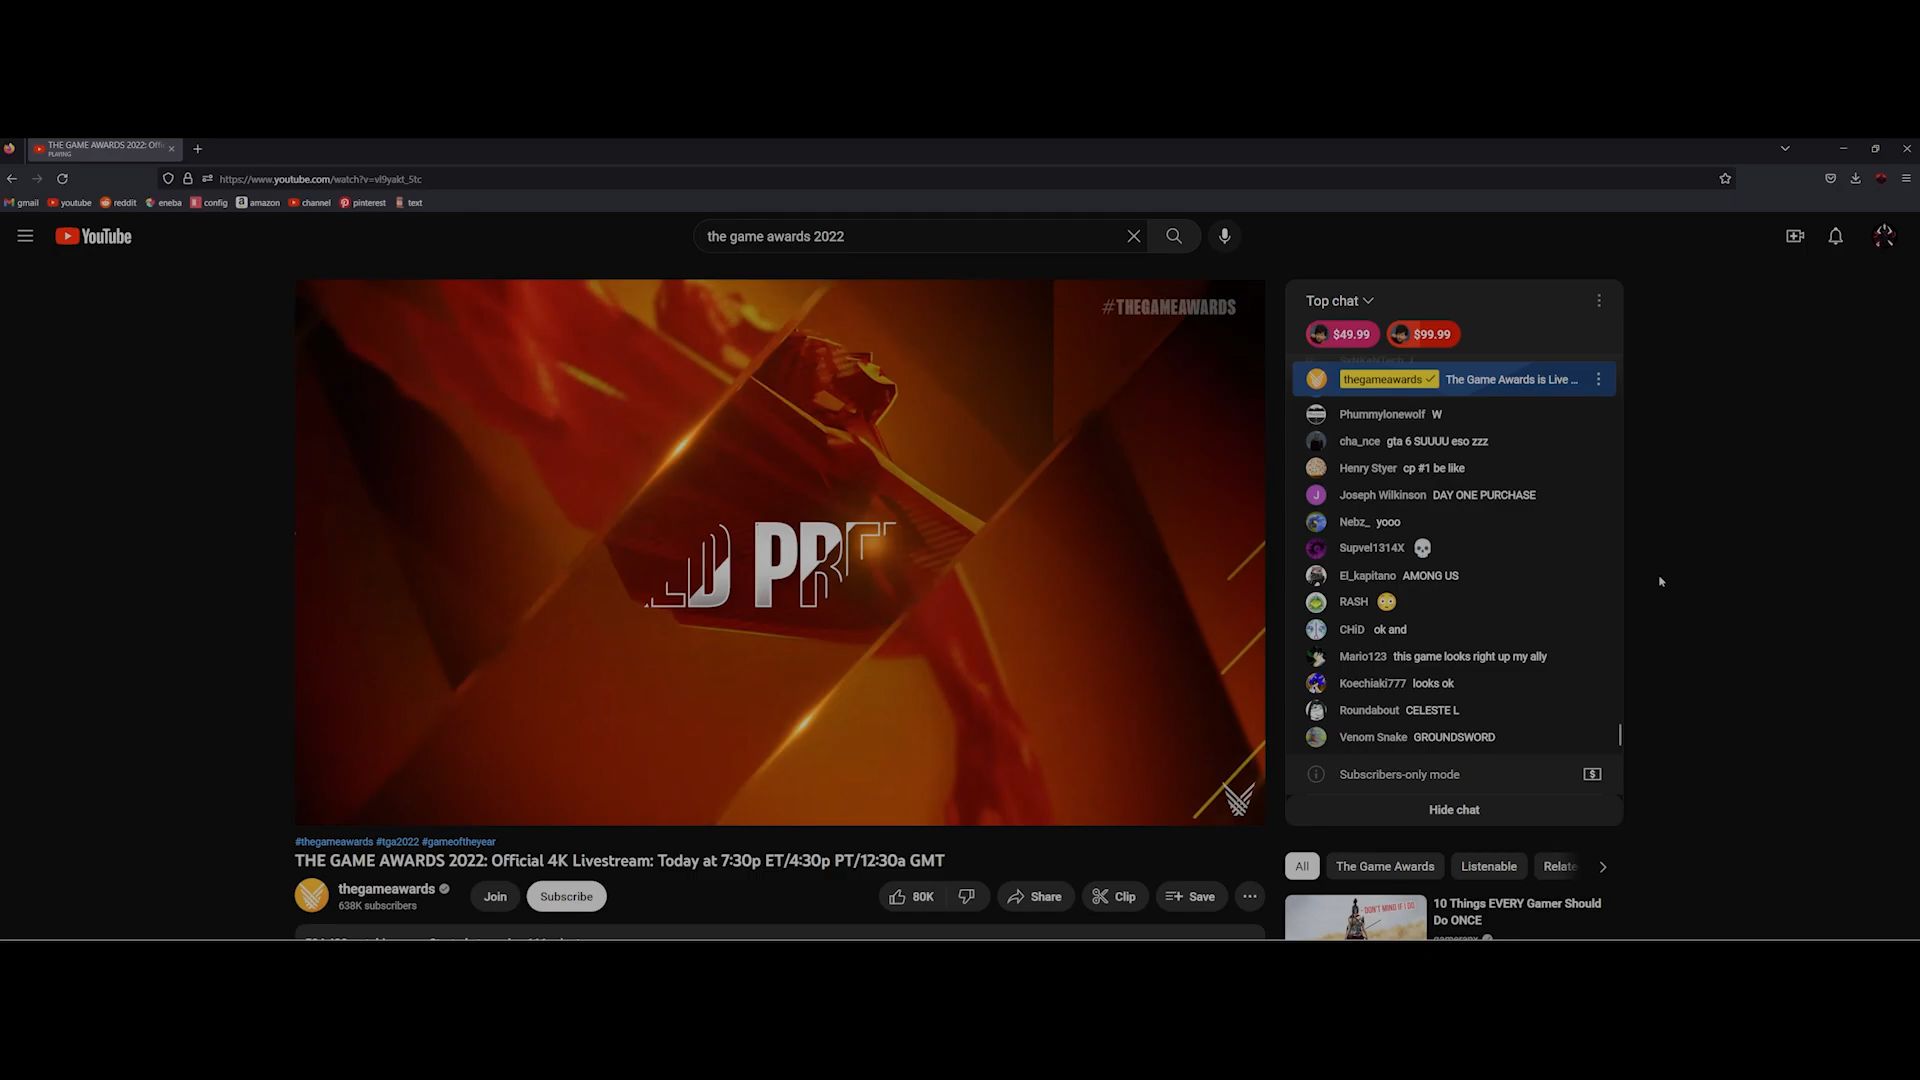 THE GAME AWARDS 2022: Offi
PLAYING
https://www.youtube.com/watch?v=vl9yakt_5tc
gmail youtube reddit eneba config amazon channel pinterest text
YouTube
the game awards 2022
#THEGAMEAWARDS
Top chat
$49.99 $99.99
thegameawards The Game Awards is Live ...
Phummylonewolf W
cha_nce gta 6 SUUUU eso zzz
Henry Styer cp #1 be like
J Joseph Wilkinson DAY ONE PURCHASE
Nebz_ yooo
Supvel1314X
El_kapitano AMONG US
RASH
CHiD ok and
Mario123 this game looks right up my ally
Koechiaki777 looks ok
Roundabout CELESTE L
Venom Snake GROUNDSWORD
Subscribers-only mode
Hide chat
#thegameawards #tga2022 #gameoftheyear
THE GAME AWARDS 2022: Official 4K Livestream: Today at 7:30p ET/4:30p PT/12:30a GMT
thegameawards
638K subscribers
Join
Subscribe
80K
Share
Clip
Save
All
The Game Awards
Listenable
Relate
- DON'T MIND IF I DO
10 Things EVERY Gamer Should
Do ONCE